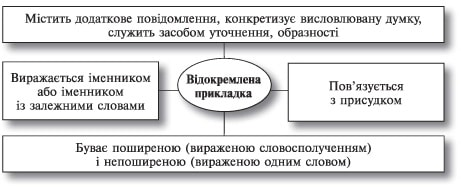 Містить додаткове повідомлення, конкретизує висловлювану думку,
служить засобом уточнення, образності
Виражається іменником
або іменником
із залежними словами
Відокремлена
прикладка
Пов’язується
з присудком
Буває поширеною (вираженою словосполученням)
і непоширеною (вираженою одним словом)